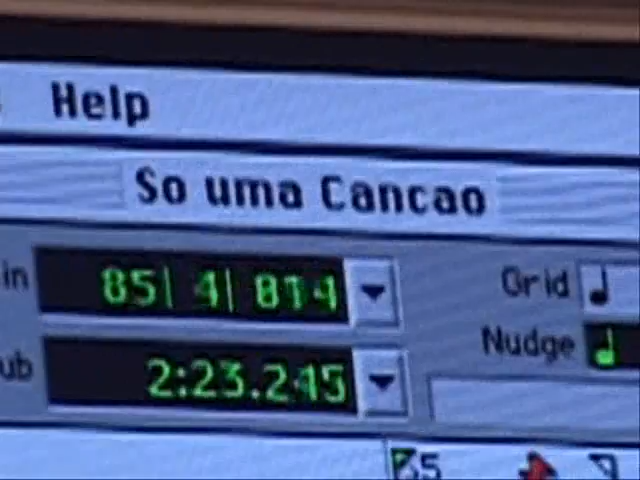 Help
So uma Cancao
in 85| 4| 814 Grid
ub 2:23.245 Nudge